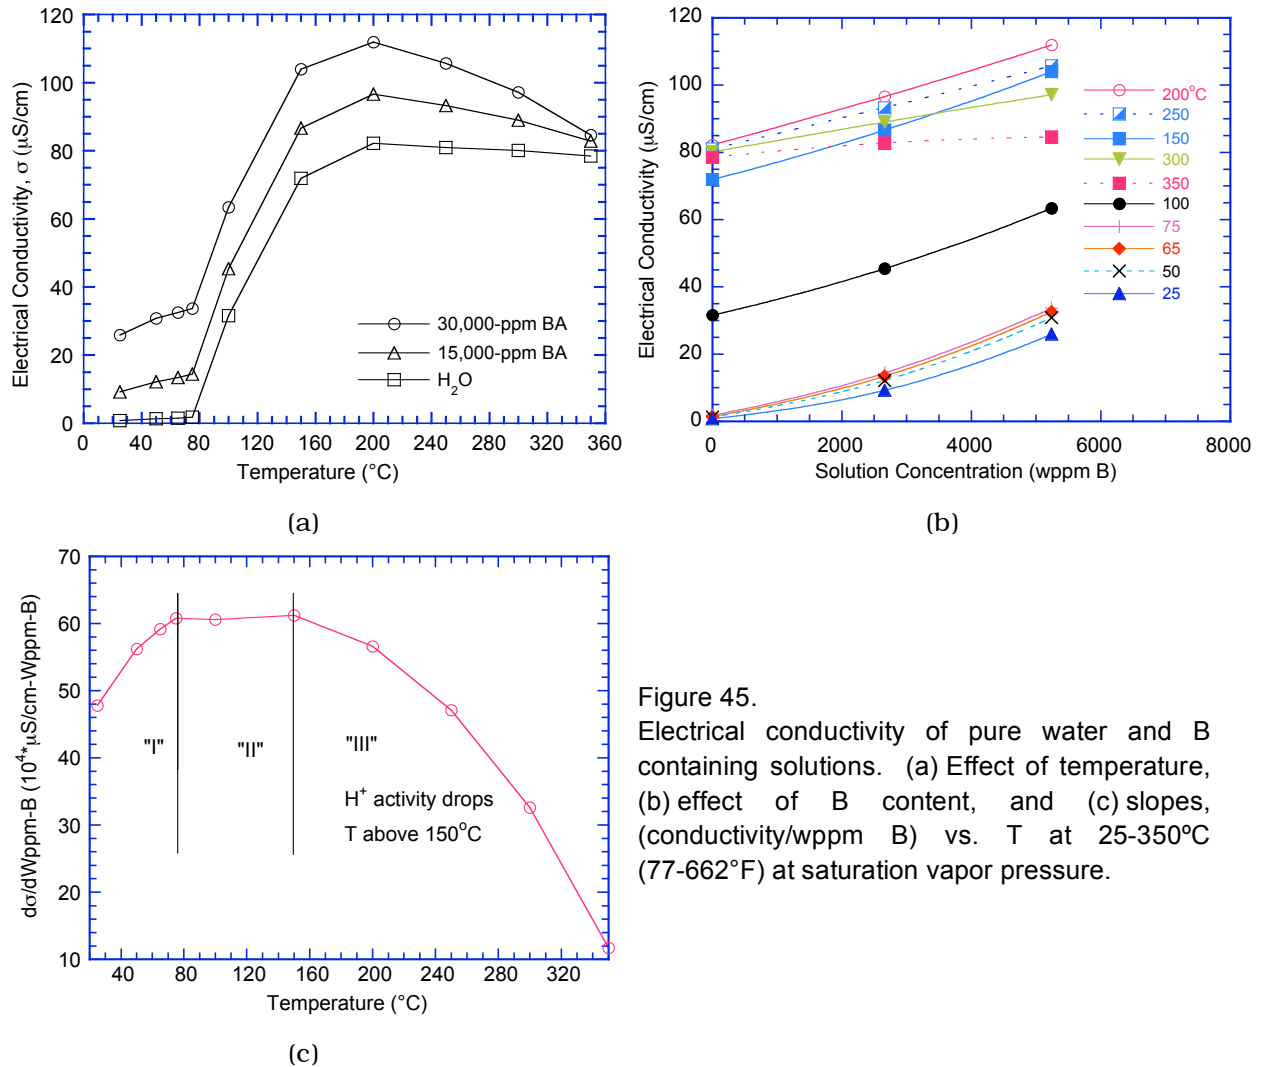 120
100
80
60
40
20
0
Electrical Conductivity, σ (μS/cm)
30,000-ppm BA
15,000-ppm BA
H2O
0 40 80 120 160 200 240 280 320 360
Temperature (°C)
(a)
120
100
80
60
40
20
0
Electrical Conductivity (μS/cm)
200°C
250
150
300
350
100
75
65
50
25
0 2000 4000 6000 8000
Solution Concentration (wppm B)
(b)
70
60
50
40
30
20
10
dσ/dWppm-B (10^4*μS/cm-Wppm-B)
"I" "II" "III"
H+ activity drops
T above 150°C
40 80 120 160 200 240 280 320
Temperature (°C)
(c)
Figure 45.
Electrical conductivity of pure water and B
containing solutions. (a) Effect of temperature,
(b) effect of B content, and (c) slopes,
(conductivity/wppm B) vs. T at 25-350ºC
(77-662°F) at saturation vapor pressure.